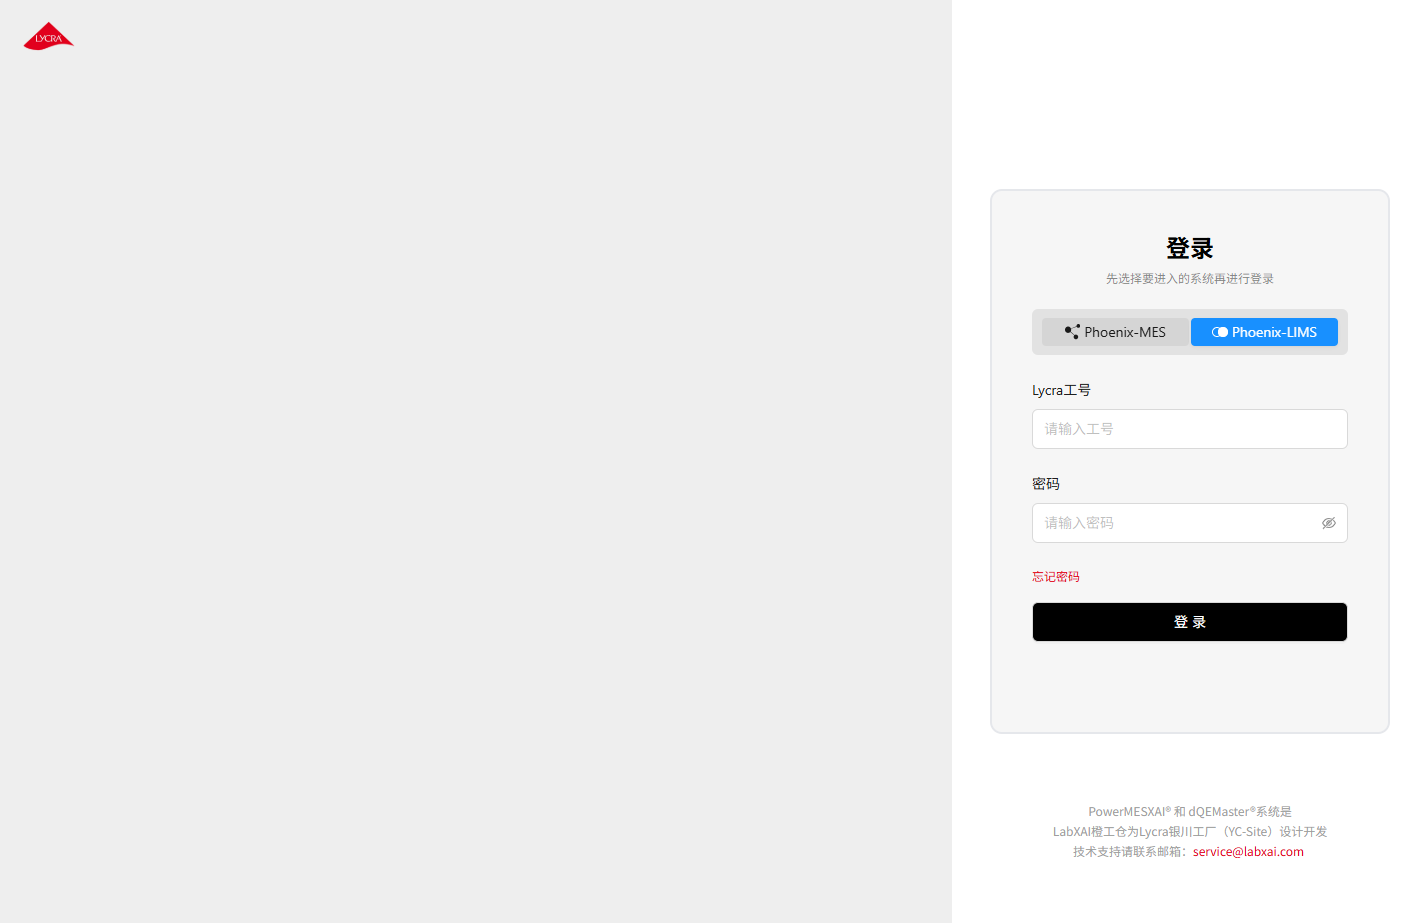 LYCRA
登录
先选择要进入的系统再进行登录
Phoenix-MES
Phoenix-LIMS
Lycra工号
请输入工号
密码
请输入密码
忘记密码
登 录
PowerMESXAI® 和 dQEMaster®系统是
LabXAI橙工仓为Lycra银川工厂（YC-Site）设计开发
技术支持请联系邮箱：service@labxai.com